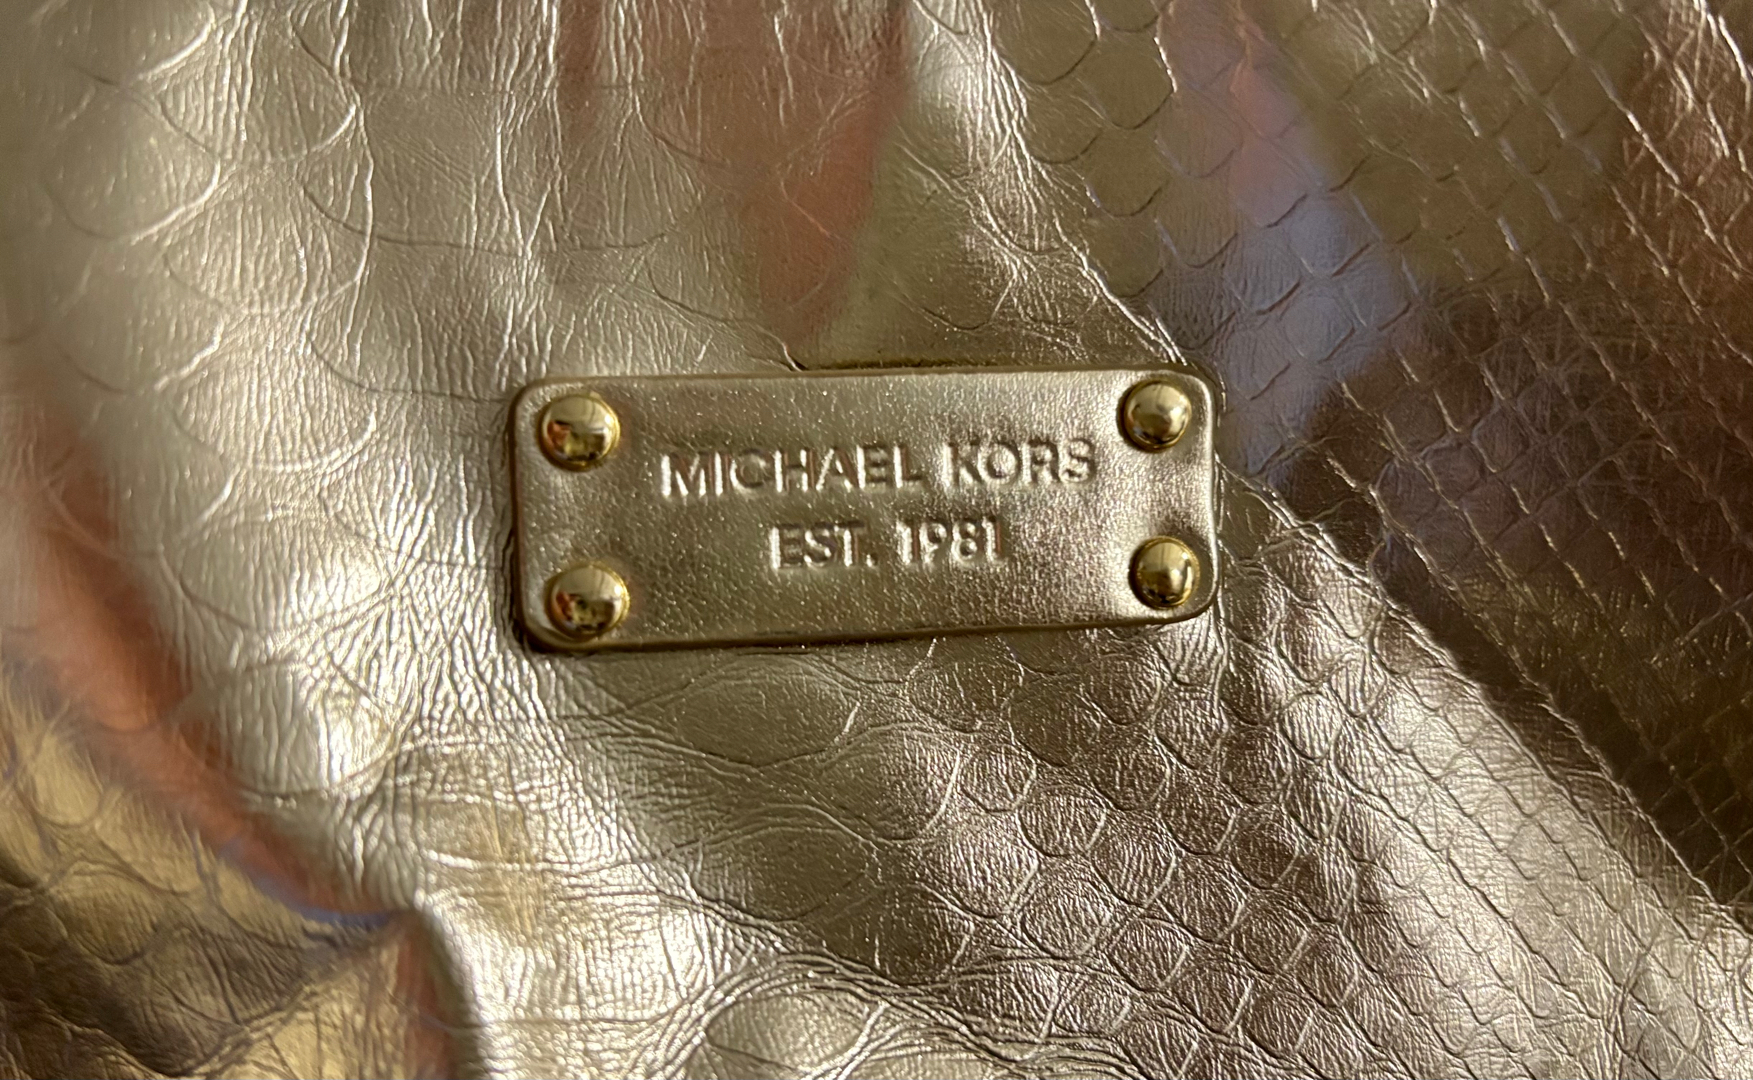 MICHAEL KORS
EST. 1981